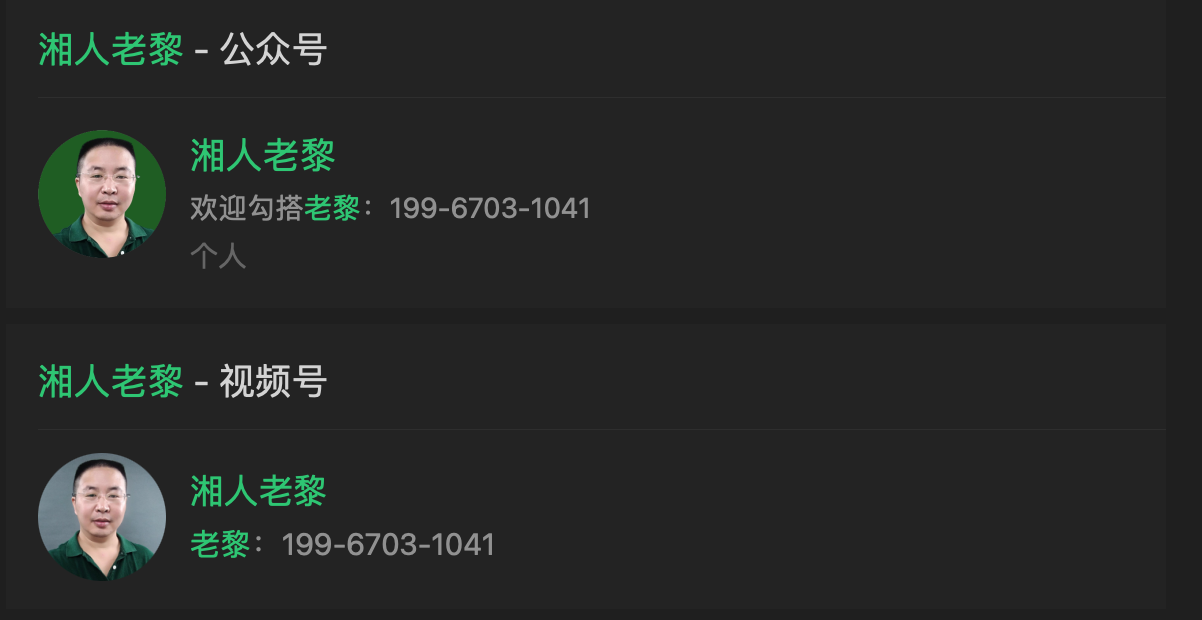 湘人老黎 - 公众号
湘人老黎
欢迎勾搭老黎：199-6703-1041
个人
湘人老黎 - 视频号
湘人老黎
老黎：199-6703-1041